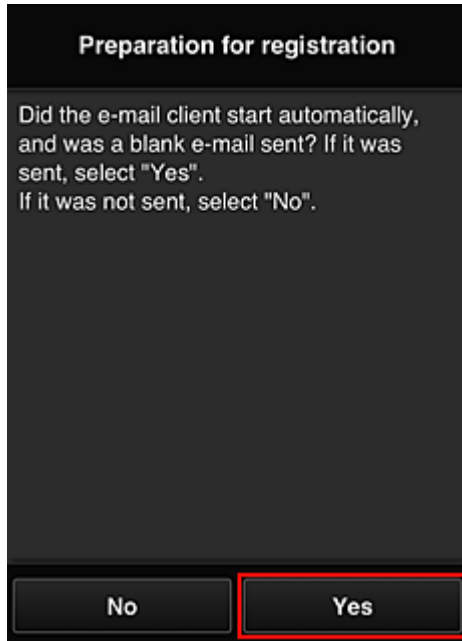 Preparation for registration
Did the e-mail client start automatically,
and was a blank e-mail sent? If it was
sent, select "Yes".
If it was not sent, select "No".
No
Yes